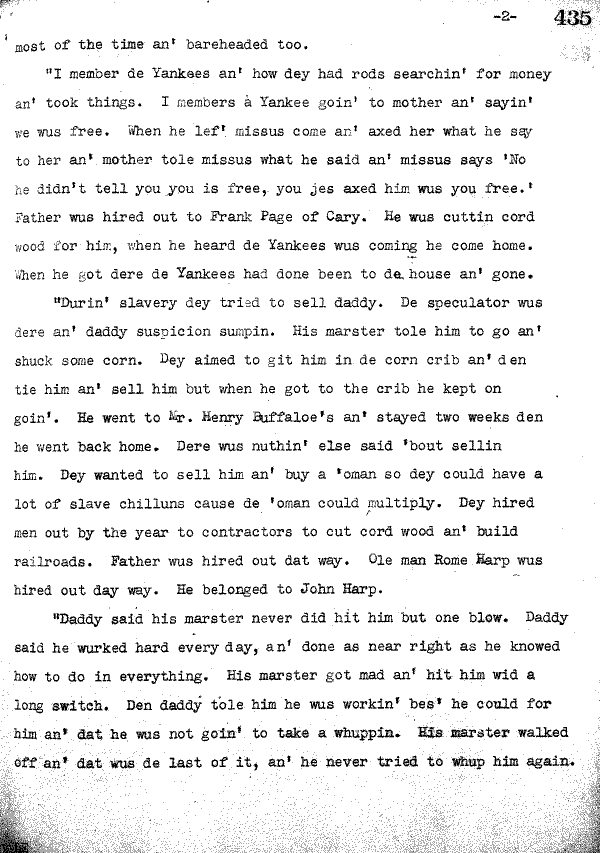 -2- 435
most of the time an' bareheaded too.
"I member de Yankees an' how dey had rods searchin' for money
an' took things. I members a Yankee goin' to mother an' sayin'
we wus free. When he lef' missus come an' axed her what he say
to her an' mother tole missus what he said an' missus says 'No
he didn't tell you you is free, you jes axed him wus you free.'
Father wus hired out to Frank Page of Cary. He wus cuttin cord
wood for him, when he heard de Yankees wus coming he come home.
When he got dere de Yankees had done been to de house an' gone.
"Durin' slavery dey tried to sell daddy. De speculator wus
dere an' daddy suspicion sumpin. His marster tole him to go an'
shuck some corn. Dey aimed to git him in de corn crib an' den
tie him an' sell him but when he got to the crib he kept on
goin'. He went to Mr. Henry Buffaloe's an' stayed two weeks den
he went back home. Dere wus nuthin' else said 'bout sellin
him. Dey wanted to sell him an' buy a 'oman so dey could have a
lot of slave chilluns cause de 'oman could multiply. Dey hired
men out by the year to contractors to cut cord wood an' build
railroads. Father wus hired out dat way. Ole man Rome Harp wus
hired out day way. He belonged to John Harp.
"Daddy said his marster never did hit him but one blow. Daddy
said he wurked hard every day, an' done as near right as he knowed
how to do in everything. His marster got mad an' hit him wid a
long switch. Den daddy tole him he wus workin' bes' he could for
him an' dat he wus not goin' to take a whuppin. His marster walked
off an' dat wus de last of it, an' he never tried to whup him again.